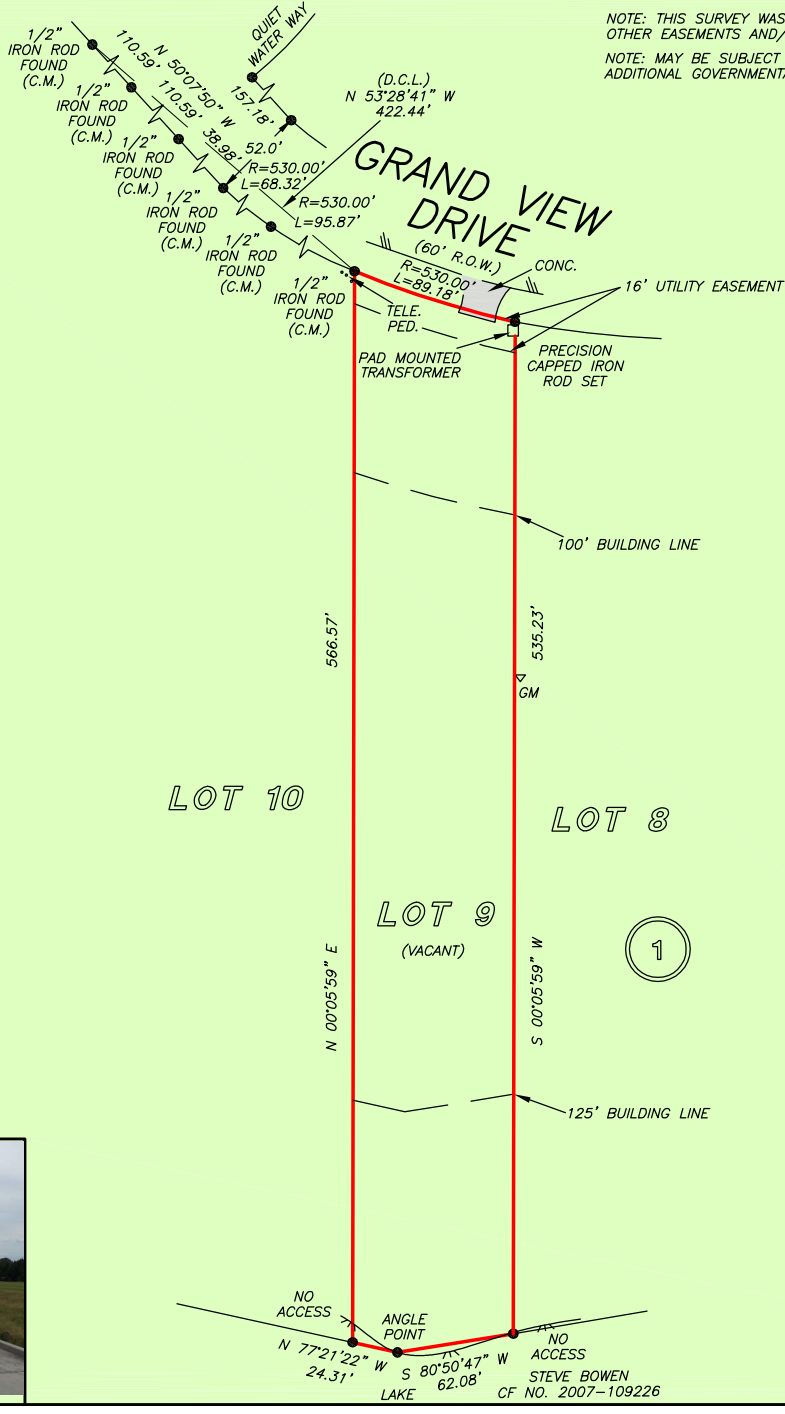 NOTE: THIS SURVEY WAS
OTHER EASEMENTS AND/
NOTE: MAY BE SUBJECT
ADDITIONAL GOVERNMENTA
QUIET
WATER WAY
1/2"
IRON ROD
FOUND
(C.M.)
110.59'
N 50°07'50" W
1/2"
IRON ROD
FOUND
(C.M.)
110.59'
157.18'
(D.C.L.)
N 53°28'41" W
422.44'
1/2"
IRON ROD
FOUND
(C.M.)
38.98'
52.0'
R=530.00'
L=68.32'
1/2"
IRON ROD
FOUND
(C.M.)
R=530.00'
L=95.87'
1/2"
IRON ROD
FOUND
(C.M.)
GRAND VIEW
DRIVE
(60' R.O.W.)
R=530.00'
L=89.18'
CONC.
1/2"
IRON ROD
FOUND
(C.M.)
TELE.
PED.
16' UTILITY EASEMENT
PAD MOUNTED
TRANSFORMER
PRECISION
CAPPED IRON
ROD SET
100' BUILDING LINE
566.57'
535.23'
GM
LOT 10
LOT 8
LOT 9
(VACANT)
1
N 00°05'59" E
S 00°05'59" W
125' BUILDING LINE
NO
ACCESS
ANGLE
POINT
N 77°21'22" W
24.31'
S 80°50'47" W
62.08'
NO
ACCESS
LAKE
STEVE BOWEN
CF NO. 2007-109226